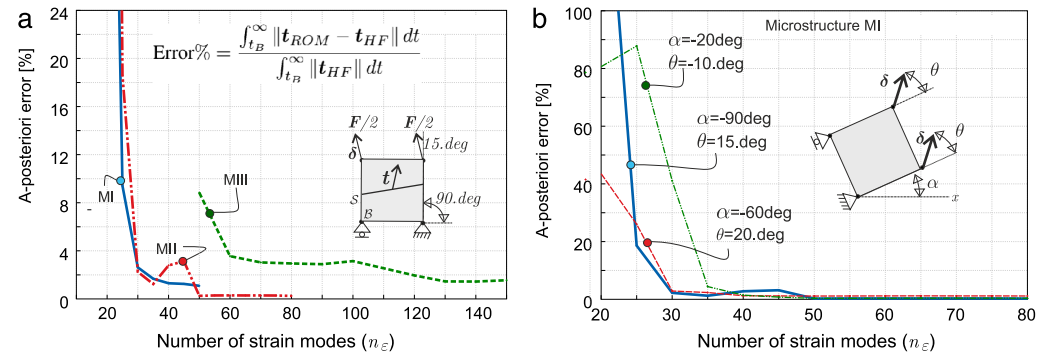 a
A-posteriori error [%]
24
20
16
12
8
4
0
Error% = ∫_{t_B}^∞ ‖t_ROM − t_HF‖ dt / ∫_{t_B}^∞ ‖t_HF‖ dt
F/2 F/2
δ 15.deg
t
S
B
90.deg
MI
MII
MIII
20 40 60 80 100 120 140
Number of strain modes (n_ε)
b
A-posteriori error [%]
100
80
60
40
20
0
Microstructure MI
α=-20deg
θ=-10.deg
α=-90deg
θ=15.deg
α=-60deg
θ=20.deg
δ θ
δ θ
α
x
20 30 40 50 60 70 80
Number of strain modes (n_ε)